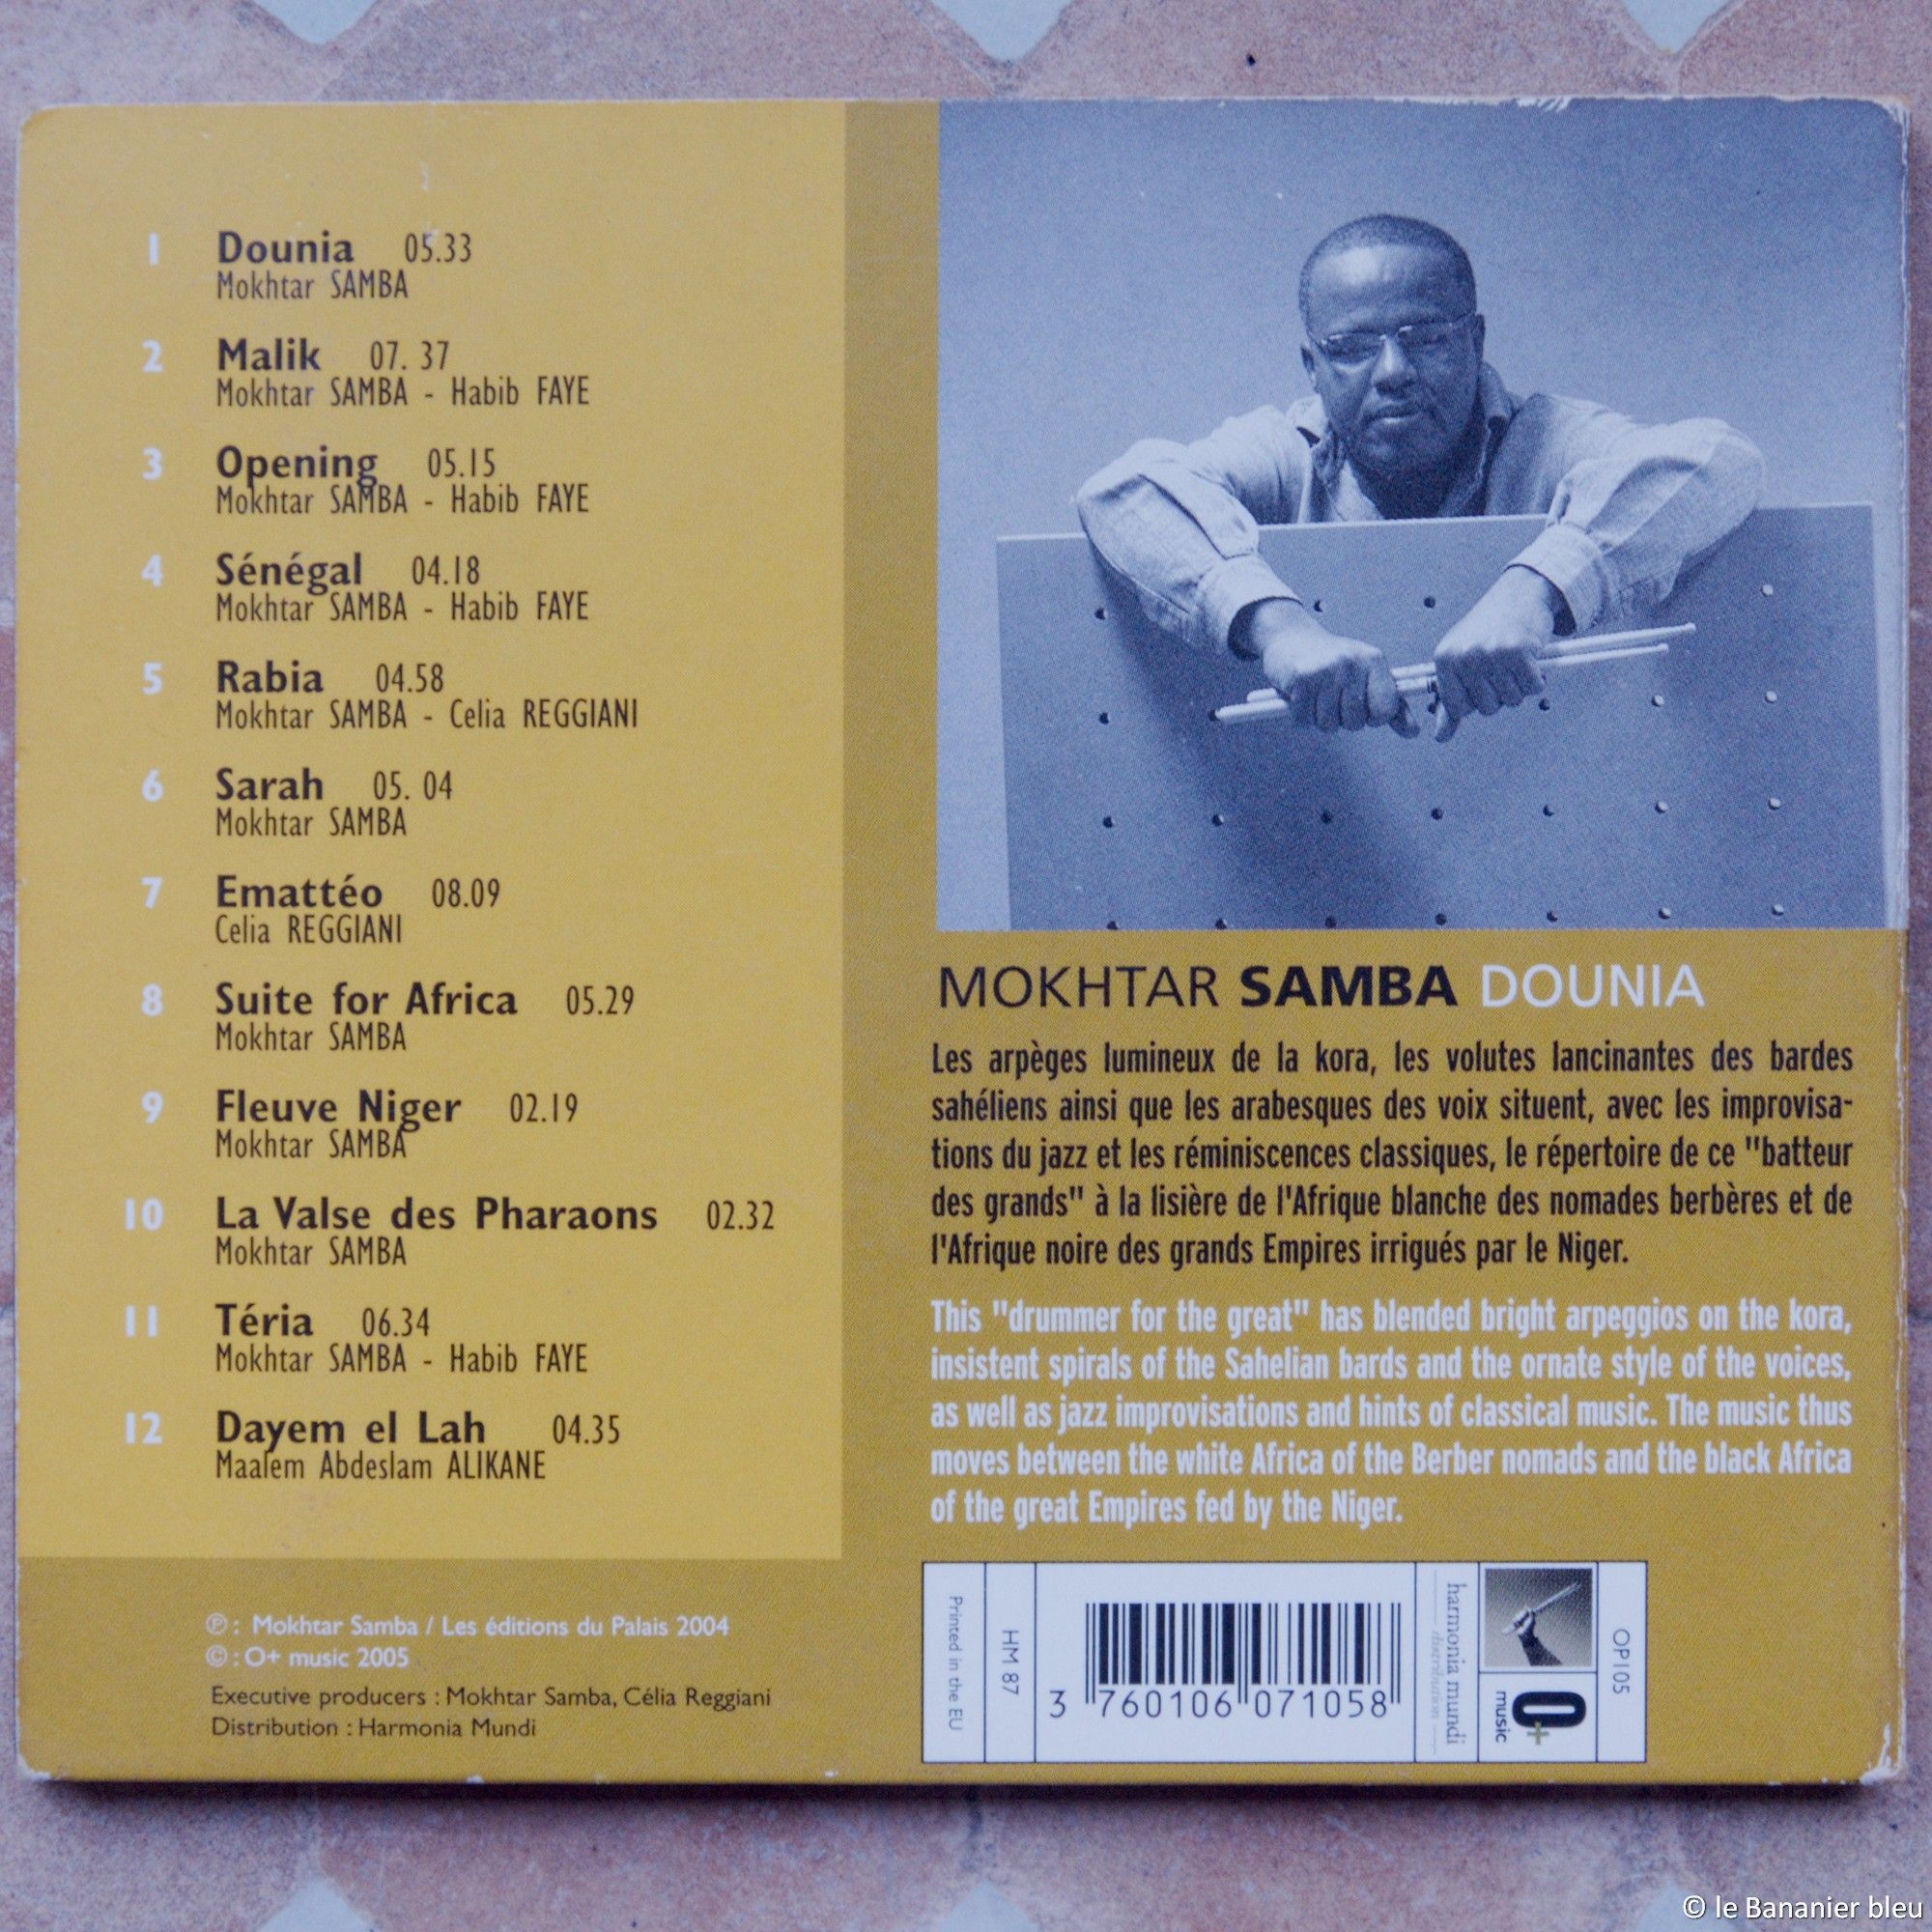 1 Dounia 05.33
Mokhtar SAMBA
2 Malik 07. 37
Mokhtar SAMBA - Habib FAYE
3 Opening 05.15
Mokhtar SAMBA - Habib FAYE
4 Sénégal 04.18
Mokhtar SAMBA - Habib FAYE
5 Rabia 04.58
Mokhtar SAMBA - Celia REGGIANI
6 Sarah 05. 04
Mokhtar SAMBA
7 Emattéo 08.09
Celia REGGIANI
8 Suite for Africa 05.29
Mokhtar SAMBA
9 Fleuve Niger 02.19
Mokhtar SAMBA
10 La Valse des Pharaons 02.32
Mokhtar SAMBA
11 Téria 06.34
Mokhtar SAMBA - Habib FAYE
12 Dayem el Lah 04.35
Maalem Abdeslam ALIKANE
℗ : Mokhtar Samba / Les éditions du Palais 2004
© : O+ music 2005
Executive producers : Mokhtar Samba, Célia Reggiani
Distribution : Harmonia Mundi
MOKHTAR SAMBA DOUNIA
Les arpèges lumineux de la kora, les volutes lancinantes des bardes
sahéliens ainsi que les arabesques des voix situent, avec les improvisa-
tions du jazz et les réminiscences classiques, le répertoire de ce "batteur
des grands" à la lisière de l'Afrique blanche des nomades berbères et de
l'Afrique noire des grands Empires irrigués par le Niger.
This "drummer for the great" has blended bright arpeggios on the kora,
insistent spirals of the Sahelian bards and the ornate style of the voices,
as well as jazz improvisations and hints of classical music. The music thus
moves between the white Africa of the Berber nomads and the black Africa
of the great Empires fed by the Niger.
Printed in the EU
HM 87
3 760106 071058
harmonia mundi
distribution
O+
music
OP105
© le Bananier bleu